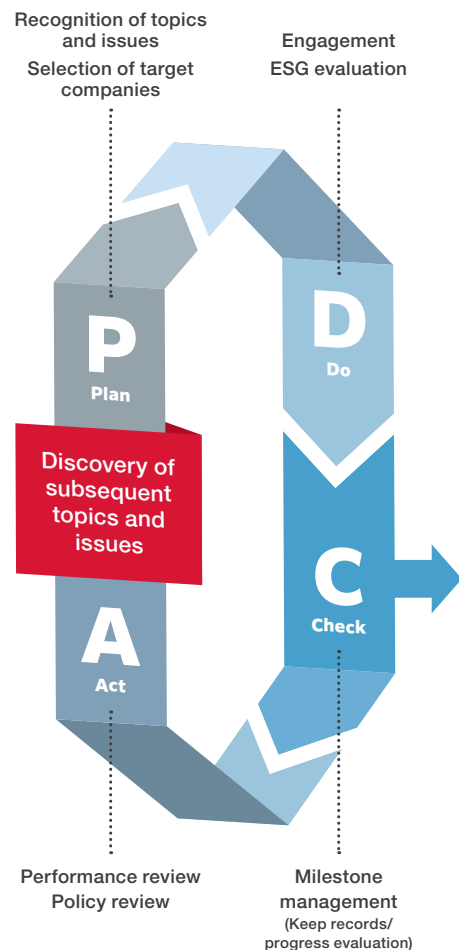 Recognition of topics
and issues
Selection of target
companies
Engagement
ESG evaluation
P
Plan
D
Do
Discovery of
subsequent
topics and
issues
C
Check
A
Act
Performance review
Policy review
Milestone
management
(Keep records/
progress evaluation)